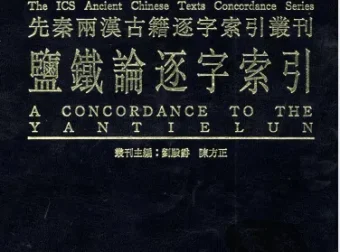 The ICS Ancient Chinese Texts Concordance Series
先秦兩漢古籍逐字索引叢刊
鹽鐵論逐字索引
A CONCORDANCE TO THE
YANTIELUN
叢刊主編：劉殿爵　陳方正